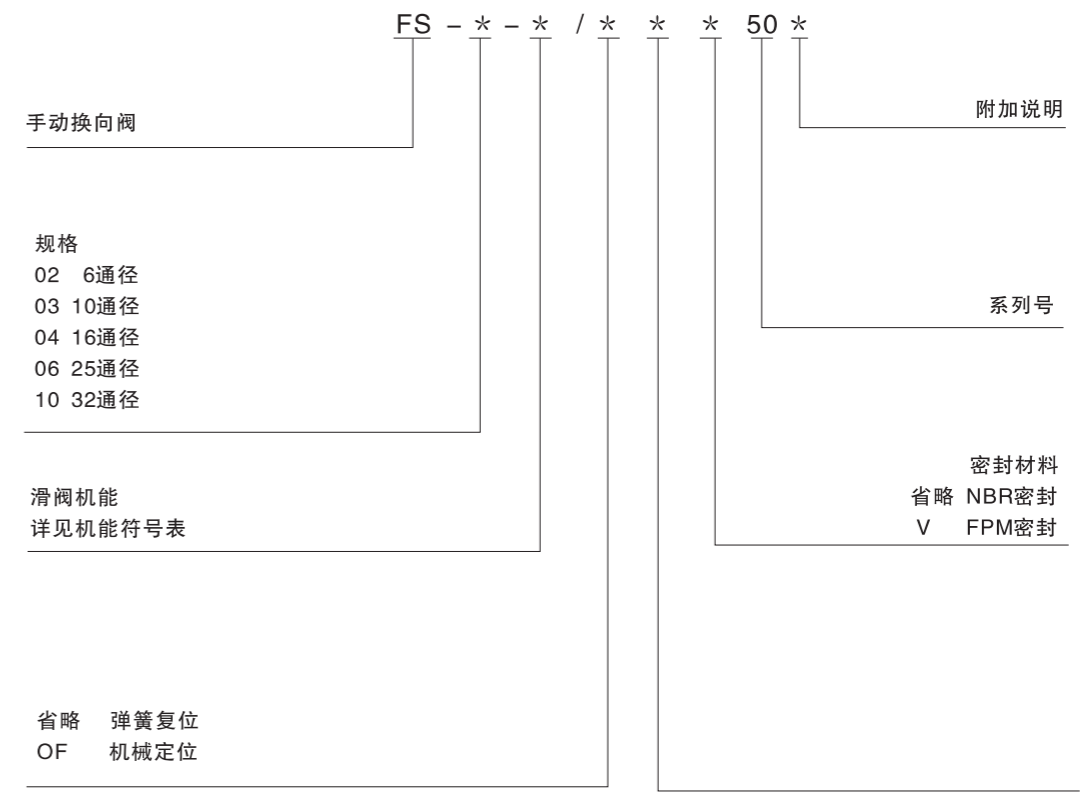 FS - * - * / * * * 50 *
手动换向阀
附加说明
规格
02 6通径
03 10通径
04 16通径
06 25通径
10 32通径
系列号
滑阀机能
详见机能符号表
密封材料
省略 NBR密封
V FPM密封
省略 弹簧复位
OF 机械定位